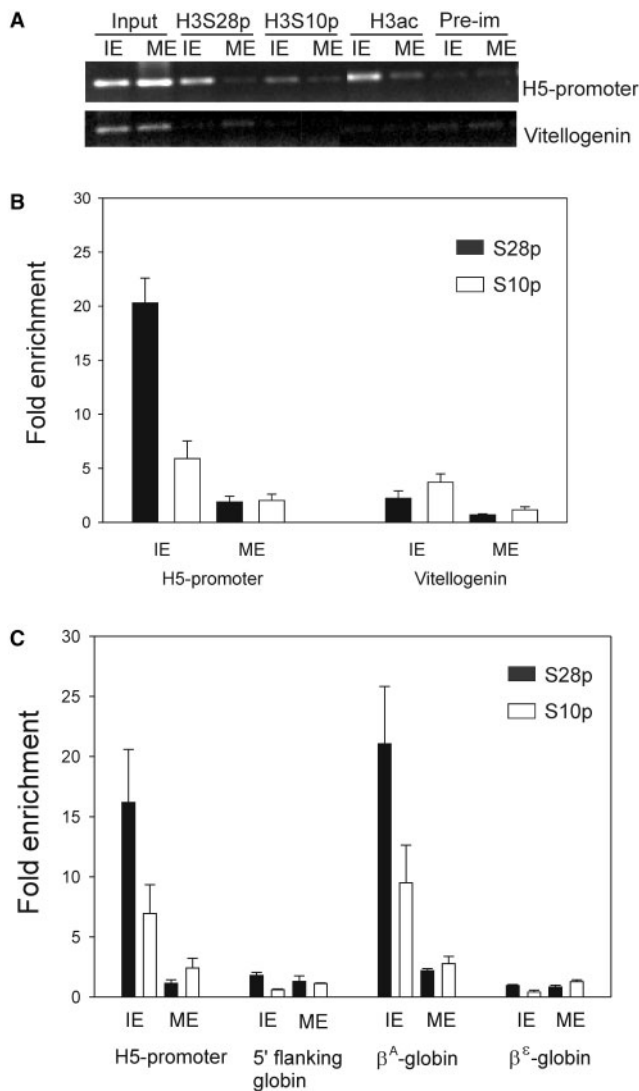 A
Input H3S28p H3S10p H3ac Pre-im
IE ME IE ME IE ME IE ME IE ME
H5-promoter
Vitellogenin
B
30
25
20
15
10
5
0
Fold enrichment
S28p
S10p
IE ME IE ME
H5-promoter Vitellogenin
C
30
25
20
15
10
5
0
Fold enrichment
S28p
S10p
IE ME IE ME IE ME IE ME
H5-promoter 5' flanking globin β^A-globin β^ε-globin